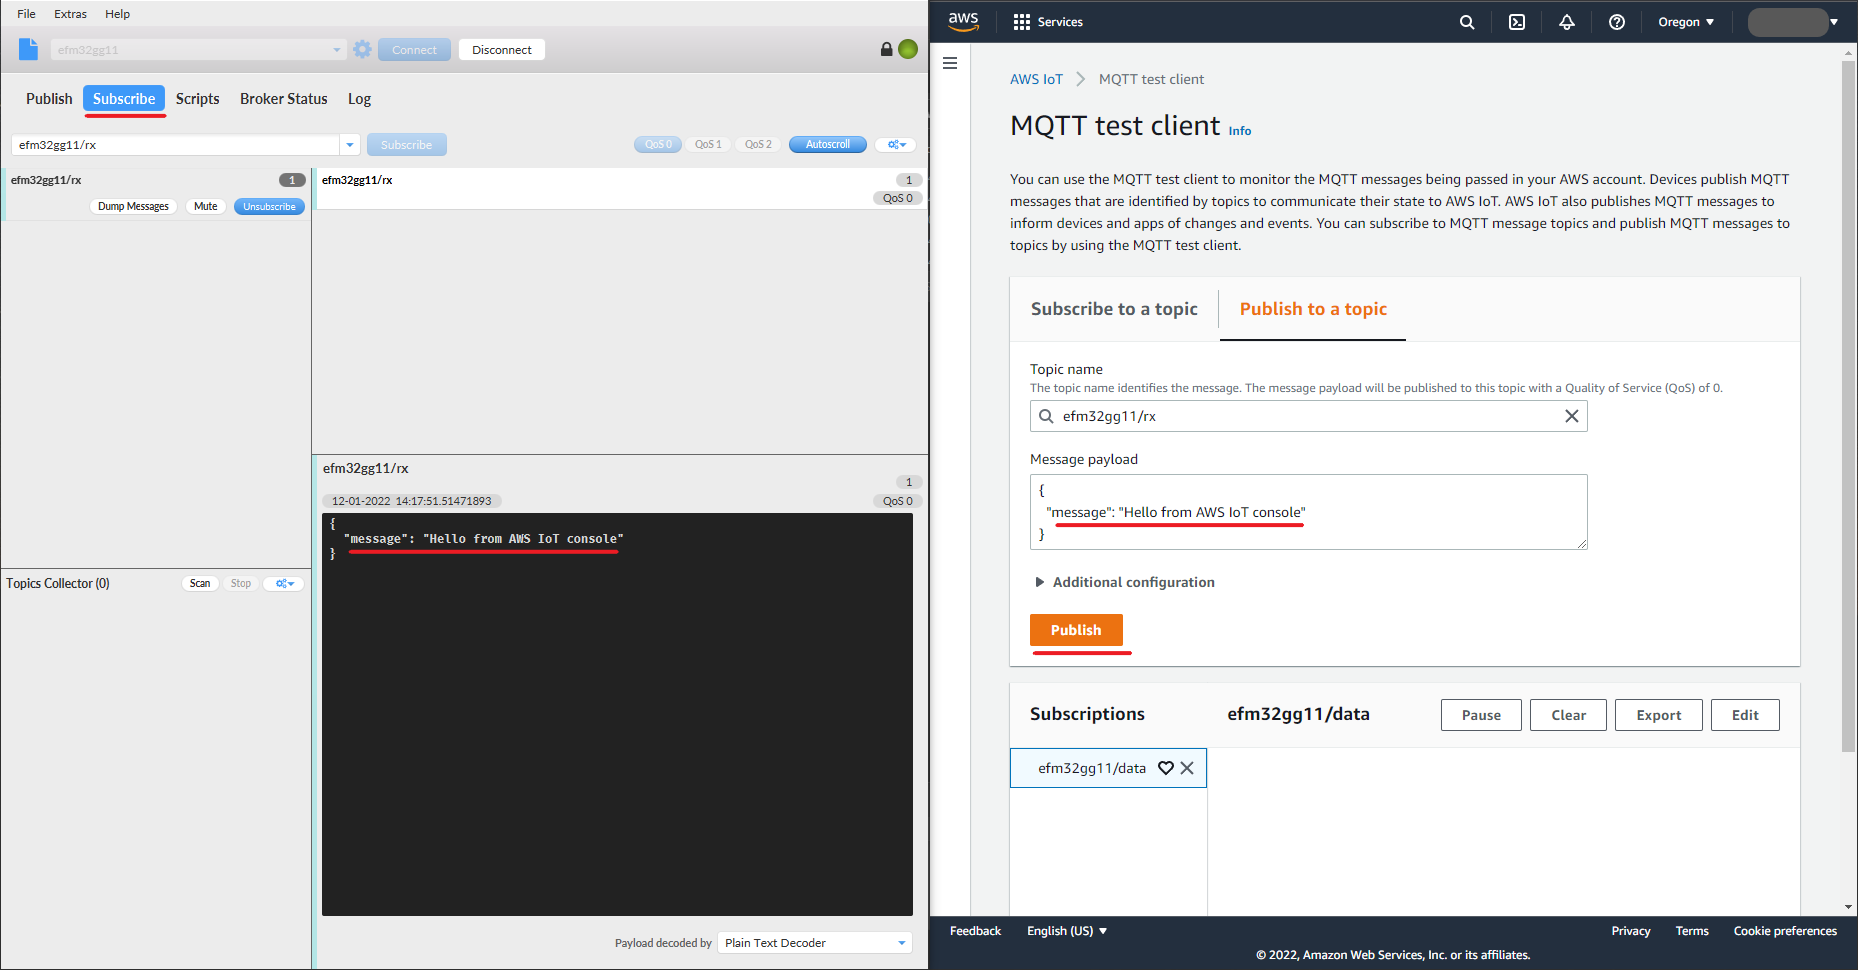 File Extras Help
efm32gg11 Connect Disconnect
Publish Subscribe Scripts Broker Status Log
efm32gg11/rx Subscribe QoS 0 QoS 1 QoS 2 Autoscroll
efm32gg11/rx 1
Dump Messages Mute Unsubscribe
efm32gg11/rx 1
QoS 0
Topics Collector (0) Scan Stop
efm32gg11/rx
1
12-01-2022 14:17:51.51471893 QoS 0
{
"message": "Hello from AWS IoT console"
}
Payload decoded by Plain Text Decoder
aws Services Oregon
AWS IoT MQTT test client
MQTT test client Info
You can use the MQTT test client to monitor the MQTT messages being passed in your AWS account. Devices publish MQTT
messages that are identified by topics to communicate their state to AWS IoT. AWS IoT also publishes MQTT messages to
inform devices and apps of changes and events. You can subscribe to MQTT message topics and publish MQTT messages to
topics by using the MQTT test client.
Subscribe to a topic Publish to a topic
Topic name
The topic name identifies the message. The message payload will be published to this topic with a Quality of Service (QoS) of 0.
efm32gg11/rx
Message payload
{
"message": "Hello from AWS IoT console"
}
Additional configuration
Publish
Subscriptions efm32gg11/data Pause Clear Export Edit
efm32gg11/data
Feedback English (US) Privacy Terms Cookie preferences
© 2022, Amazon Web Services, Inc. or its affiliates.